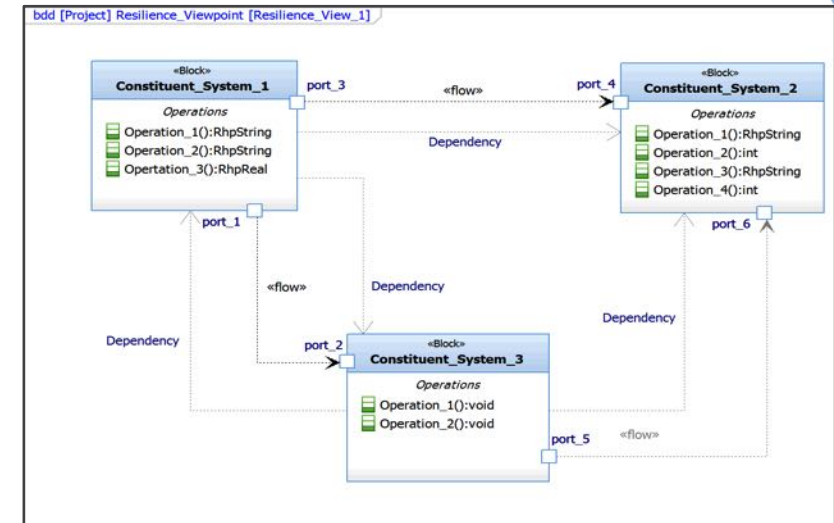 bdd [Project] Resilience_Viewpoint [Resilience_View_1]
«Block»
Constituent_System_1
Operations
Operation_1():RhpString
Operation_2():RhpString
Opertation_3():RhpReal
port_3
«flow»
port_4
Dependency
«Block»
Constituent_System_2
Operations
Operation_1():RhpString
Operation_2():int
Operation_3():RhpString
Operation_4():int
port_1
port_6
«flow»
Dependency
Dependency
Dependency
port_2
«Block»
Constituent_System_3
Operations
Operation_1():void
Operation_2():void
port_5
«flow»